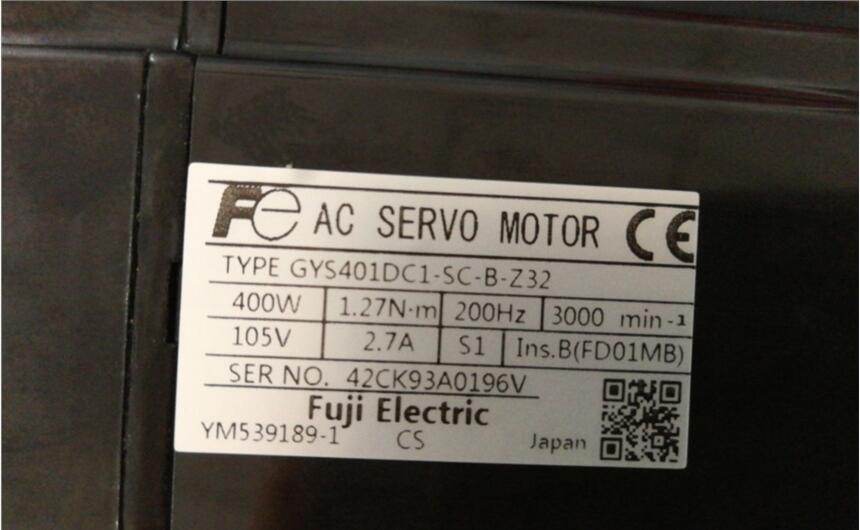 Fe AC SERVO MOTOR CE
TYPE GYS401DC1-SC-B-Z32
400W 1.27N·m 200Hz 3000 min-1
105V 2.7A S1 Ins.B(FD01MB)
SER NO. 42CK93A0196V
Fuji Electric
YM539189-1 CS Japan